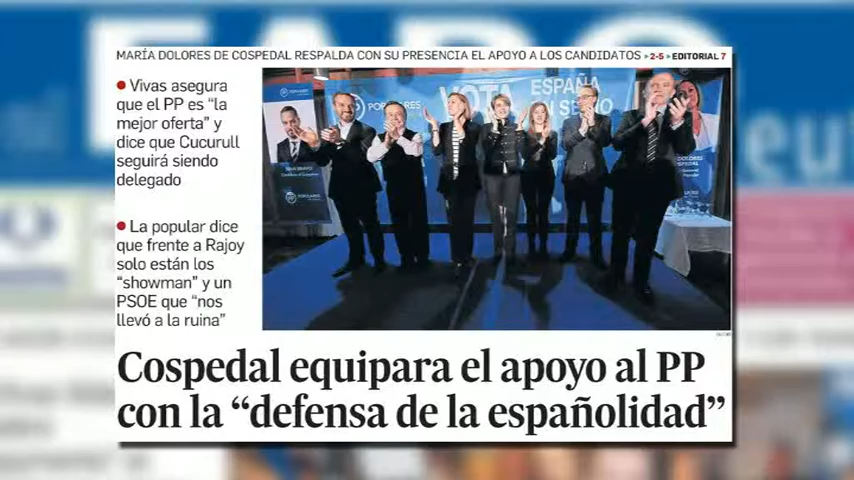 MARÍA DOLORES DE COSPEDAL RESPALDA CON SU PRESENCIA EL APOYO A LOS CANDIDATOS ▸2-5▸EDITORIAL 7
● Vivas asegura
que el PP es “la
mejor oferta” y
dice que Cucurull
seguirá siendo
delegado
● La popular dice
que frente a Rajoy
solo están los
“showman” y un
PSOE que “nos
llevó a la ruina”
POPULARES
VOTA ESPAÑA
EN SERIO
POPULARES
Cospedal equipara el apoyo al PP
con la “defensa de la españolidad”